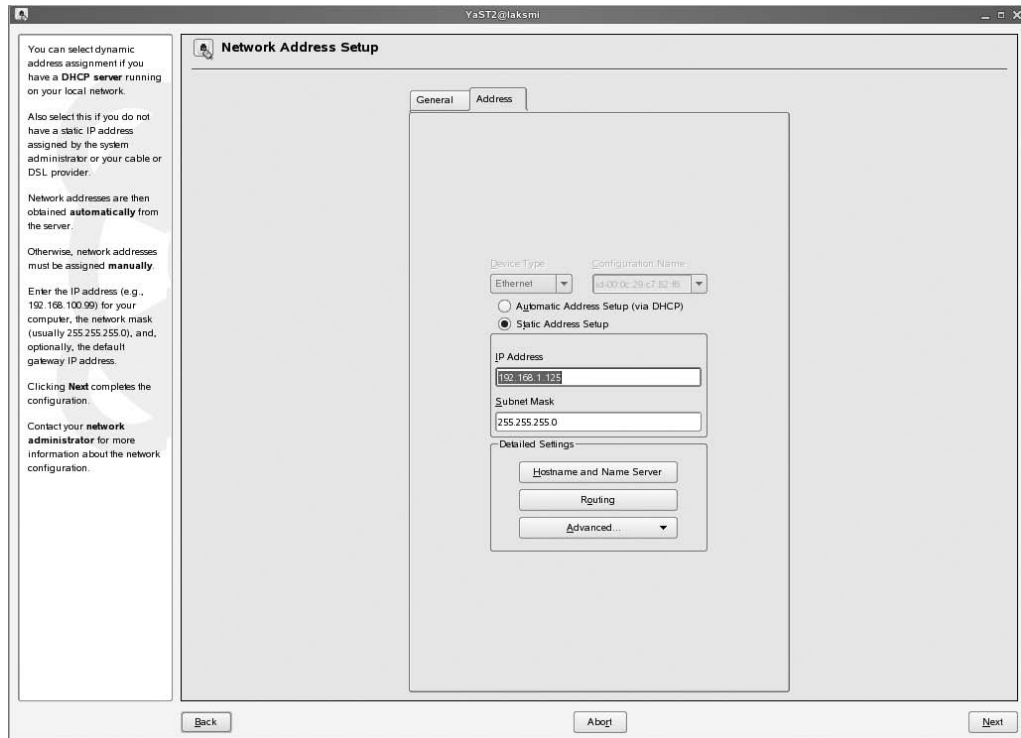 YaST2@laksmi
You can select dynamic
address assignment if you
have a DHCP server running
on your local network.
Also select this if you do not
have a static IP address
assigned by the system
administrator or your cable or
DSL provider.
Network addresses are then
obtained automatically from
the server.
Otherwise, network addresses
must be assigned manually.
Enter the IP address (e.g.,
192.168.100.99) for your
computer, the network mask
(usually 255.255.255.0), and,
optionally, the default
gateway IP address.
Clicking Next completes the
configuration.
Contact your network
administrator for more
information about the network
configuration.
Network Address Setup
General Address
Device Type Configuration Name
Ethernet id-00:0c:29:c7:82:f6
Automatic Address Setup (via DHCP)
Static Address Setup
IP Address
192.168.1.125
Subnet Mask
255.255.255.0
Detailed Settings
Hostname and Name Server
Routing
Advanced...
Back Abort Next